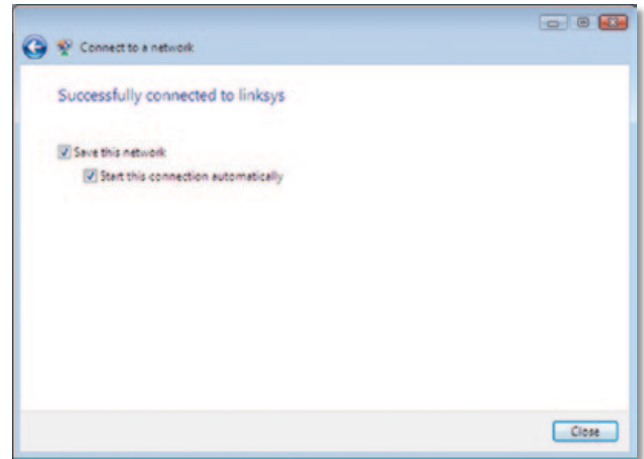 Connect to a network
Successfully connected to linksys
Save this network
Start this connection automatically
Close